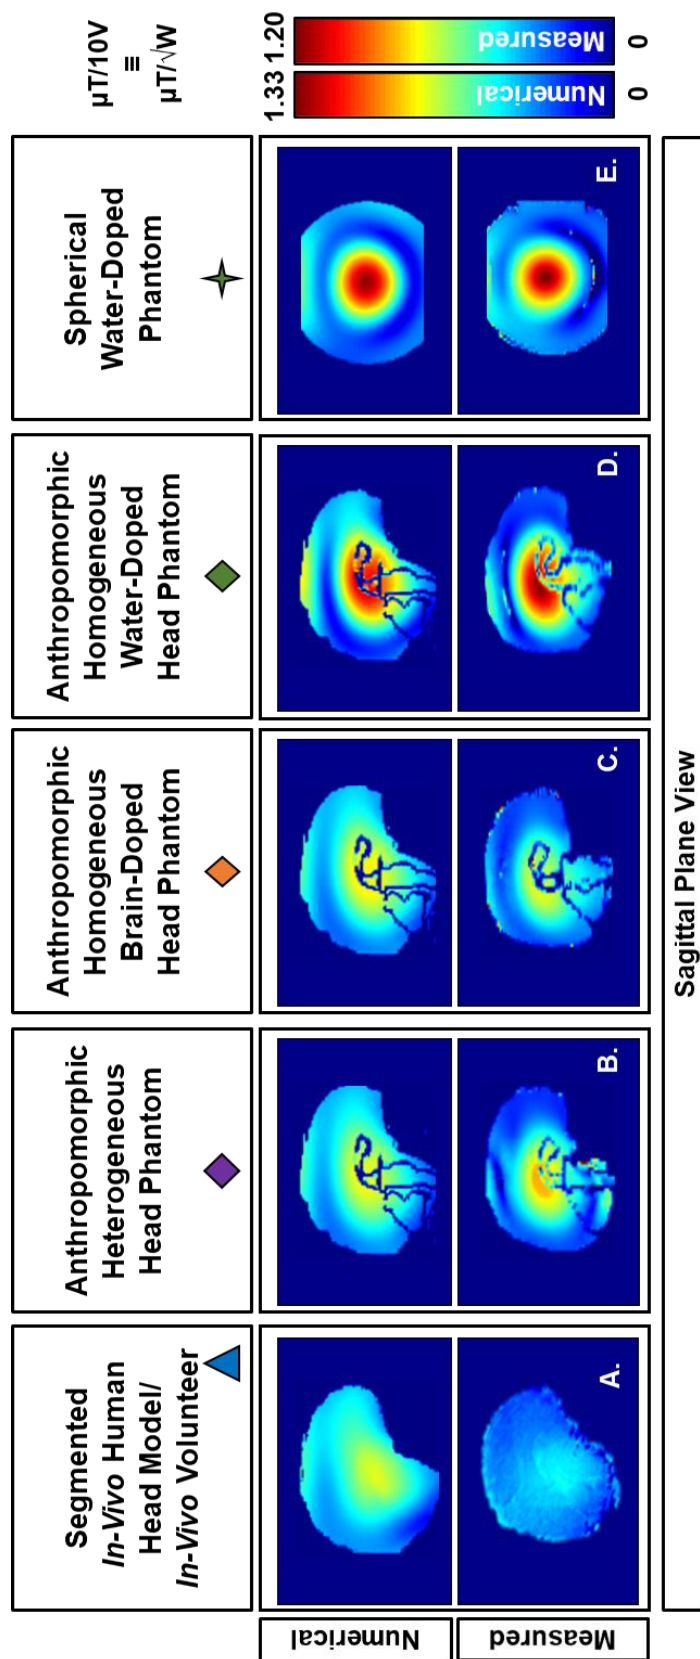 Segmented
In-Vivo Human
Head Model/
In-Vivo Volunteer
Anthropomorphic
Heterogeneous
Head Phantom
Anthropomorphic
Homogeneous
Brain-Doped
Head Phantom
Anthropomorphic
Homogeneous
Water-Doped
Head Phantom
Spherical
Water-Doped
Phantom
µT/10V
≡
µT/√W
Numerical
Measured
A.
B.
C.
D.
E.
1.33 1.20
Numerical
Measured
0
0
Sagittal Plane View